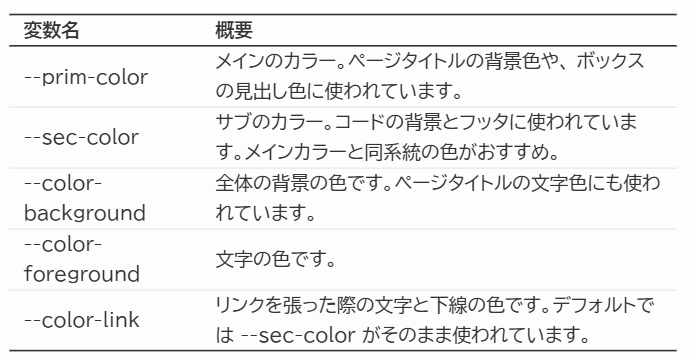 変数名 概要
--prim-color メインのカラー。ページタイトルの背景色や、ボックス
の見出し色に使われています。
--sec-color サブのカラー。コードの背景とフッタに使われていま
す。メインカラーと同系統の色がおすすめ。
--color- 全体の背景の色です。ページタイトルの文字色にも使わ
background れています。
--color-
foreground 文字の色です。
--color-link リンクを張った際の文字と下線の色です。デフォルトで
は --sec-color がそのまま使われています。